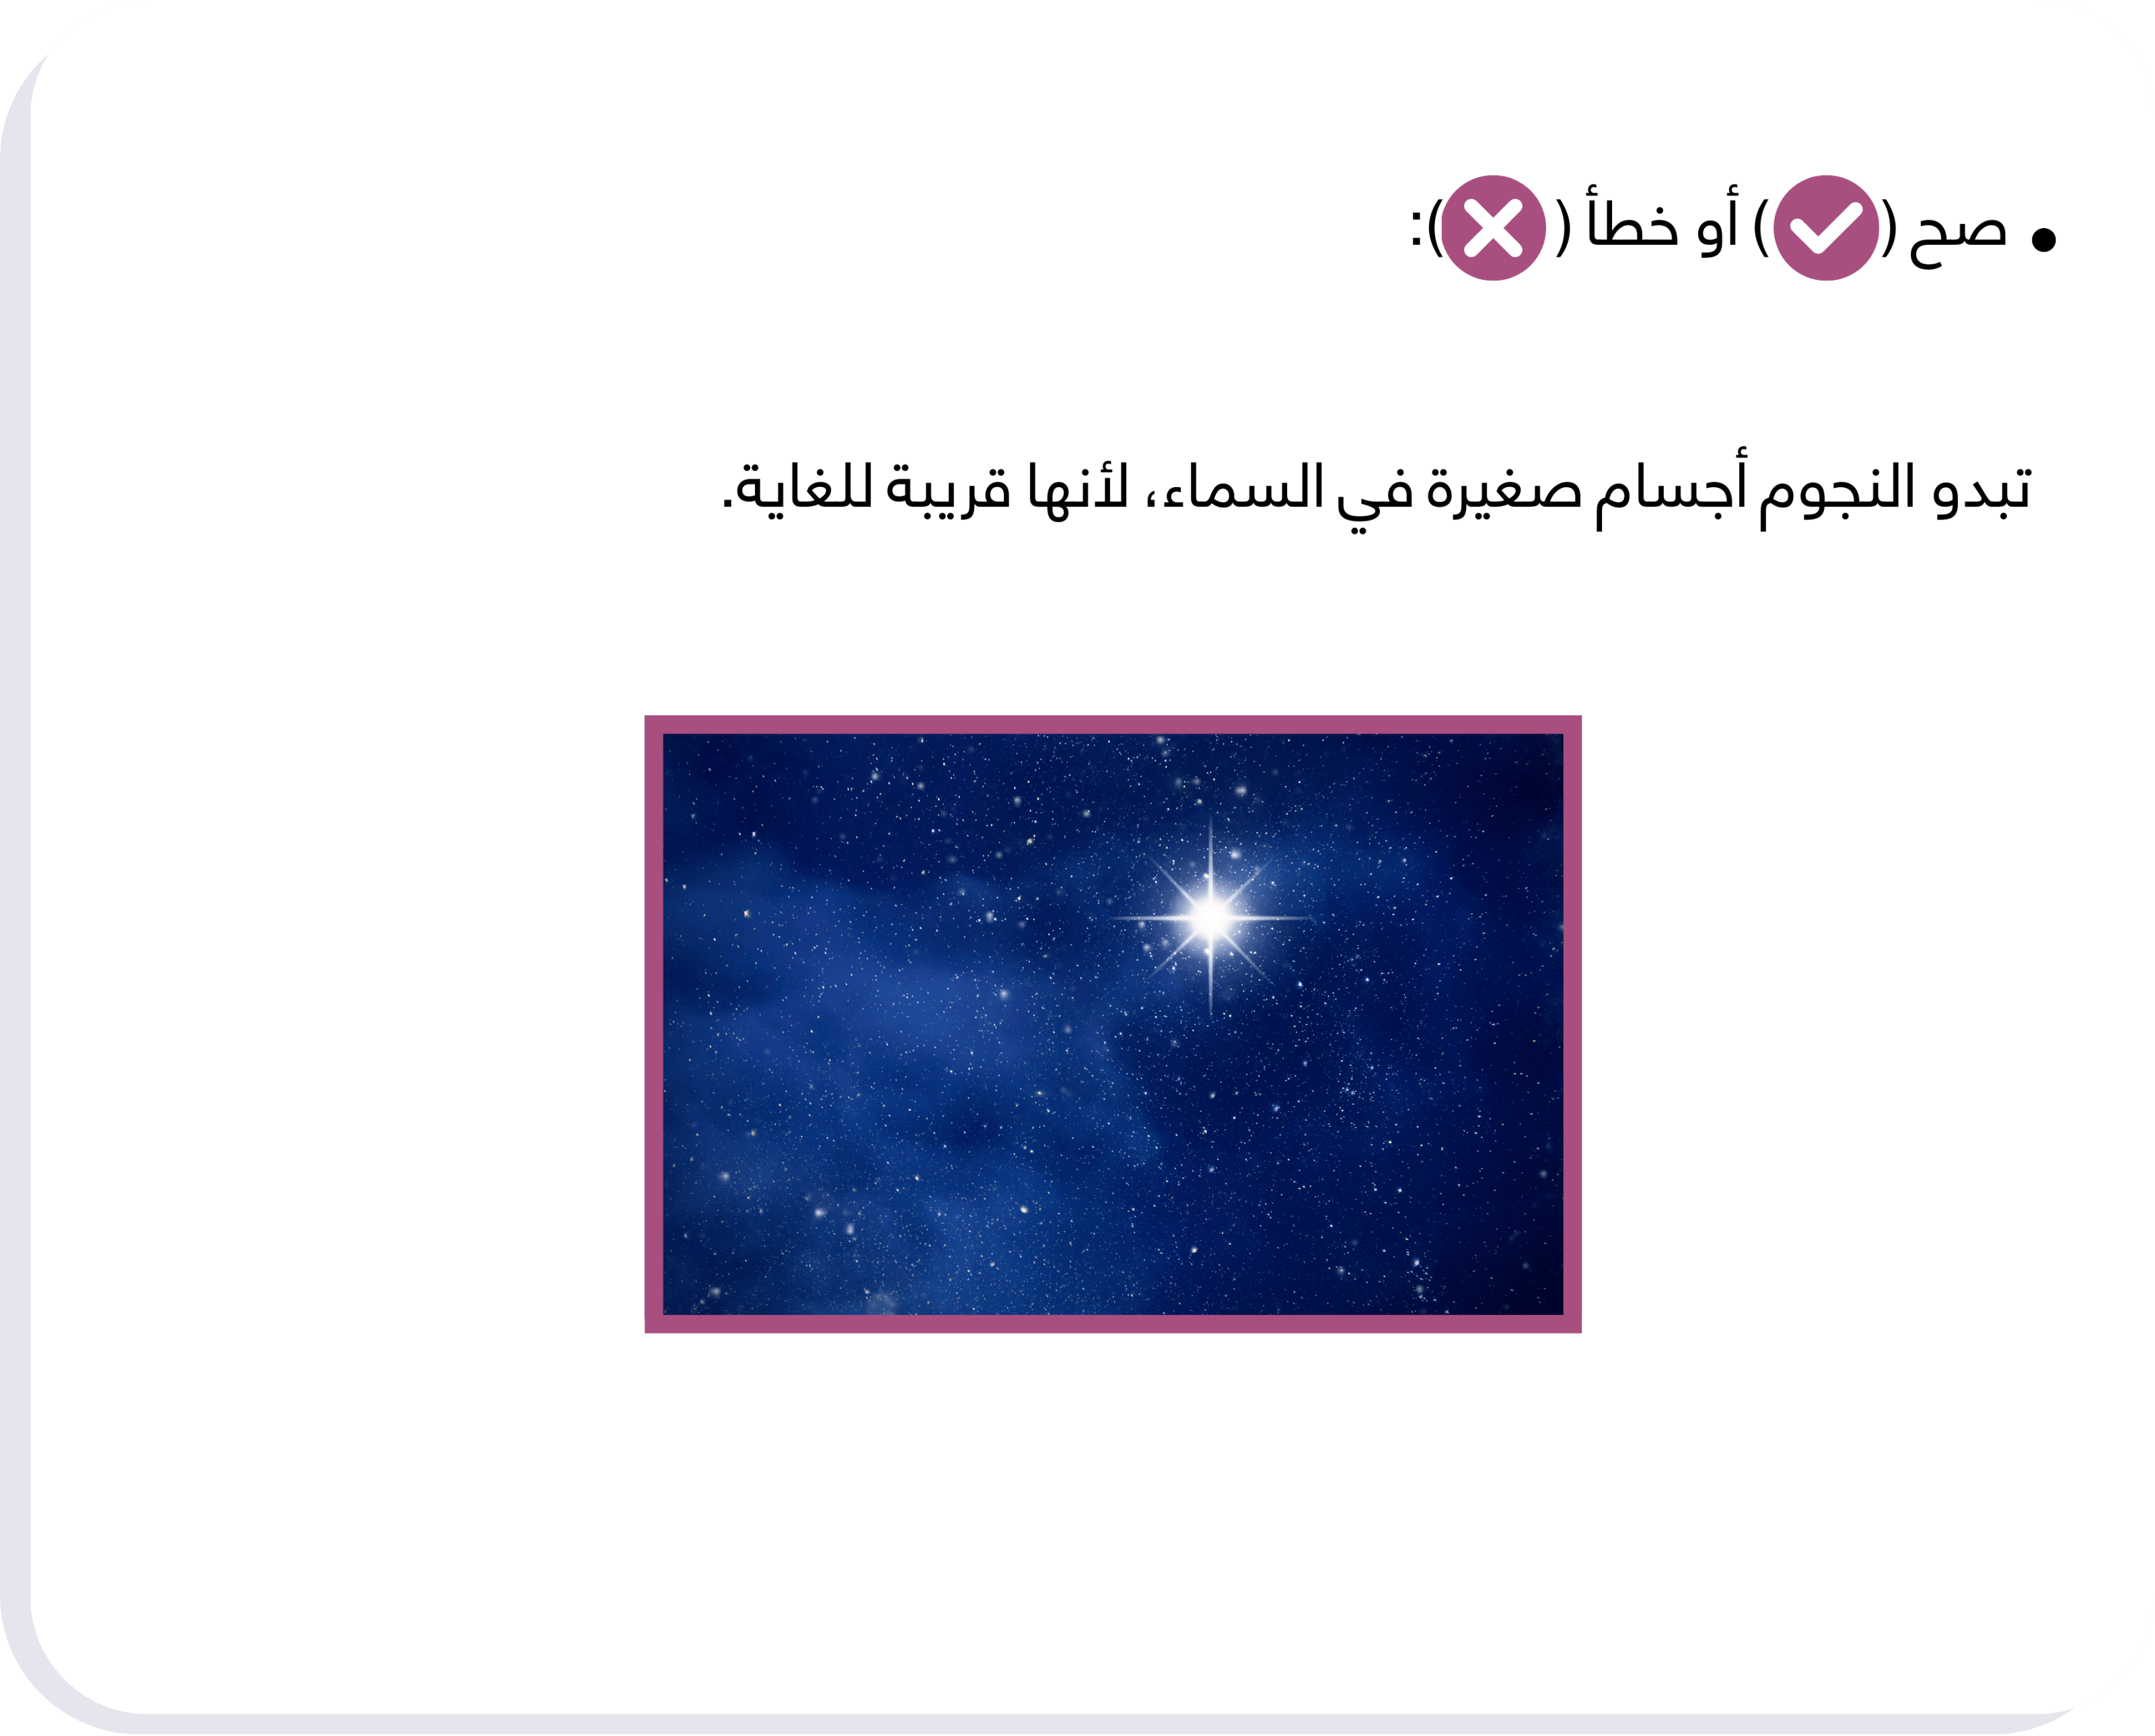 • صح (✓) أو خطأ (✗):
تبدو النجوم أجسام صغيرة في السماء، لأنها قريبة للغاية.